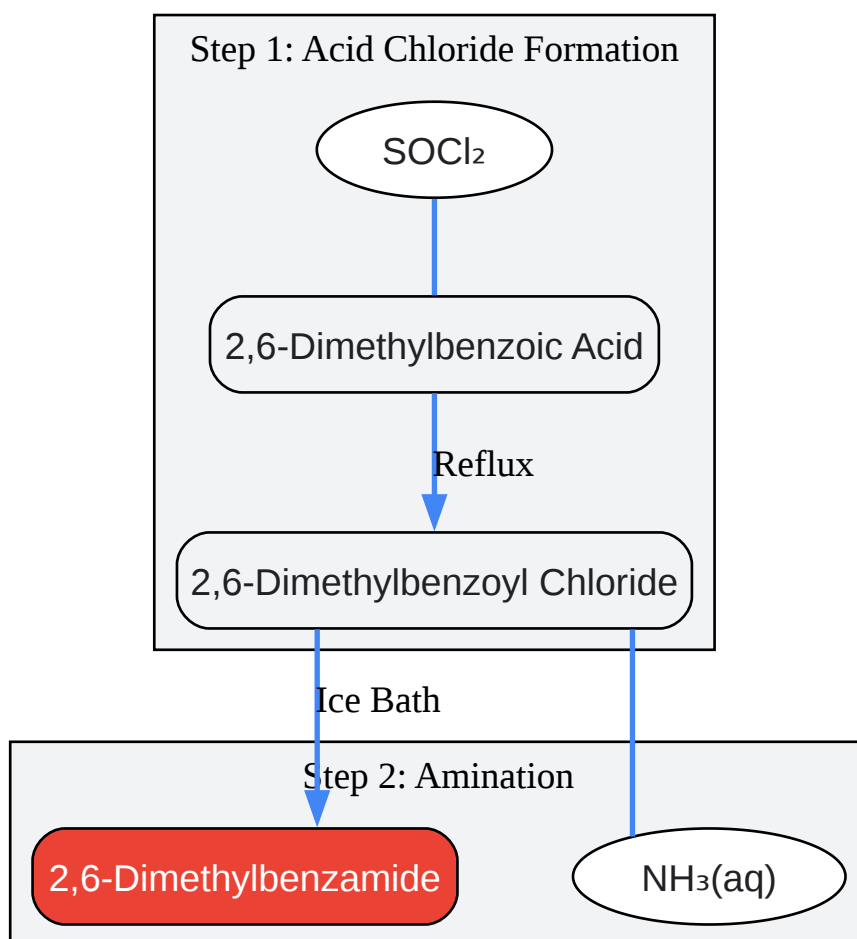 Step 1: Acid Chloride Formation
SOCl₂
2,6-Dimethylbenzoic Acid
Reflux
2,6-Dimethylbenzoyl Chloride
Ice Bath
Step 2: Amination
2,6-Dimethylbenzamide
NH₃(aq)